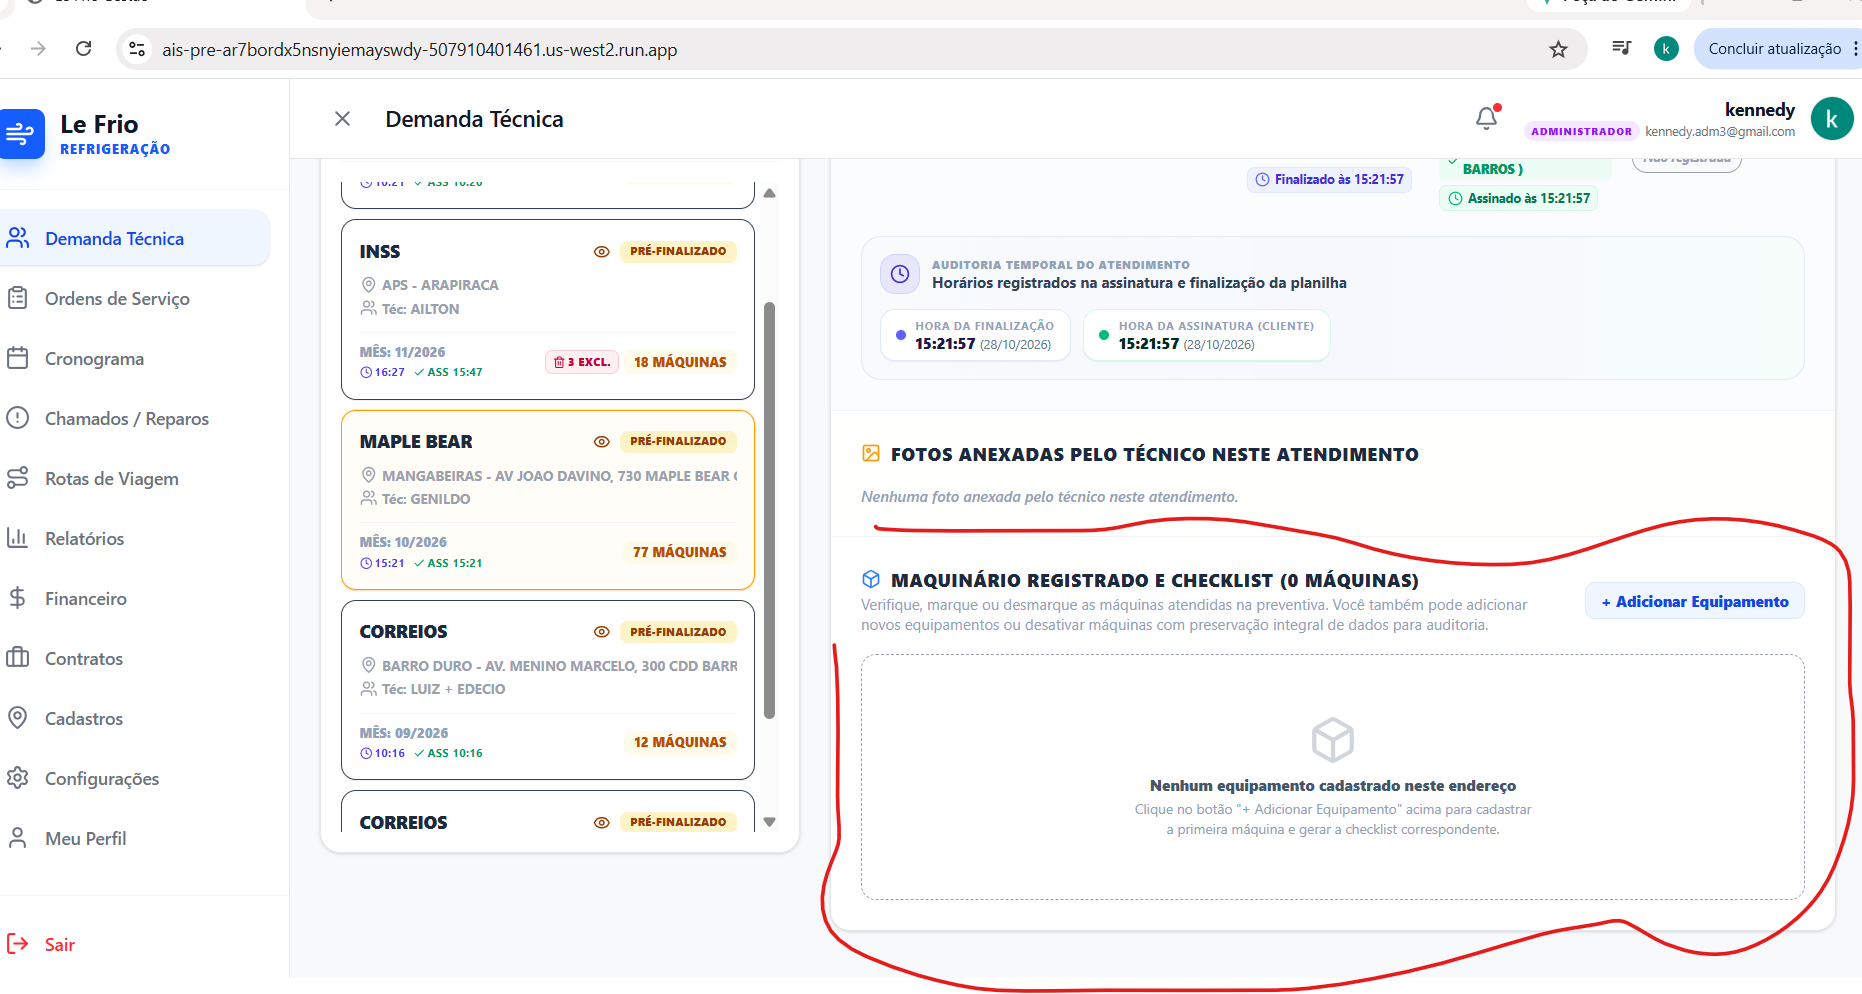 ais-pre-ar7bordx5nsnyiemayswdy-507910401461.us-west2.run.app
k
Concluir atualização
Le Frio
REFRIGERAÇÃO
Demanda Técnica
Ordens de Serviço
Cronograma
Chamados / Reparos
Rotas de Viagem
Relatórios
Financeiro
Contratos
Cadastros
Configurações
Meu Perfil
Sair
Demanda Técnica
kennedy
ADMINISTRADOR kennedy.adm3@gmail.com
k
INSS
PRÉ-FINALIZADO
APS - ARAPIRACA
Téc: AILTON
MÊS: 11/2026
16:27 ASS 15:47
3 EXCL.
18 MÁQUINAS
MAPLE BEAR
PRÉ-FINALIZADO
MANGABEIRAS - AV JOAO DAVINO, 730 MAPLE BEAR
Téc: GENILDO
MÊS: 10/2026
15:21 ASS 15:21
77 MÁQUINAS
CORREIOS
PRÉ-FINALIZADO
BARRO DURO - AV. MENINO MARCELO, 300 CDD BARR
Téc: LUIZ + EDECIO
MÊS: 09/2026
10:16 ASS 10:16
12 MÁQUINAS
CORREIOS
PRÉ-FINALIZADO
Finalizado às 15:21:57
BARROS )
Assinado às 15:21:57
AUDITORIA TEMPORAL DO ATENDIMENTO
Horários registrados na assinatura e finalização da planilha
HORA DA FINALIZAÇÃO
15:21:57 (28/10/2026)
HORA DA ASSINATURA (CLIENTE)
15:21:57 (28/10/2026)
FOTOS ANEXADAS PELO TÉCNICO NESTE ATENDIMENTO
Nenhuma foto anexada pelo técnico neste atendimento.
MAQUINÁRIO REGISTRADO E CHECKLIST (0 MÁQUINAS)
Verifique, marque ou desmarque as máquinas atendidas na preventiva. Você também pode adicionar
novos equipamentos ou desativar máquinas com preservação integral de dados para auditoria.
+ Adicionar Equipamento
Nenhum equipamento cadastrado neste endereço
Clique no botão "+ Adicionar Equipamento" acima para cadastrar
a primeira máquina e gerar a checklist correspondente.